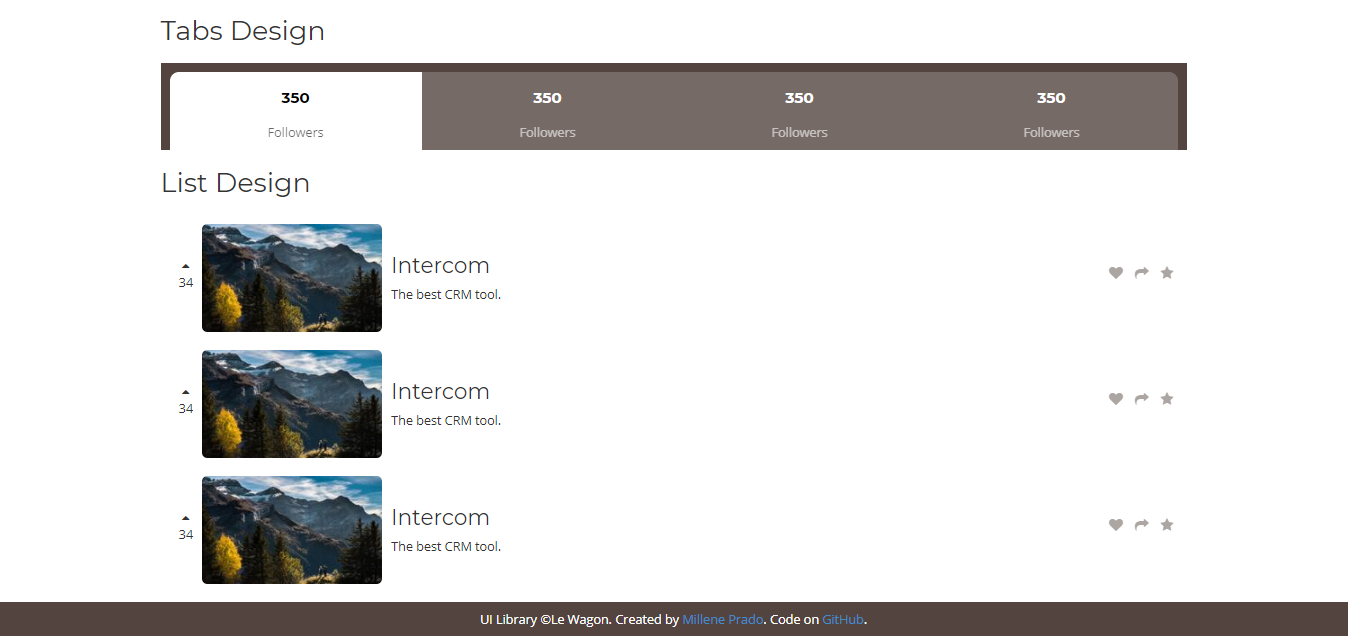 Tabs Design
350 350 350 350
Followers Followers Followers Followers
List Design
34
Intercom
The best CRM tool.
34
Intercom
The best CRM tool.
34
Intercom
The best CRM tool.
UI Library ©Le Wagon. Created by Millene Prado. Code on GitHub.